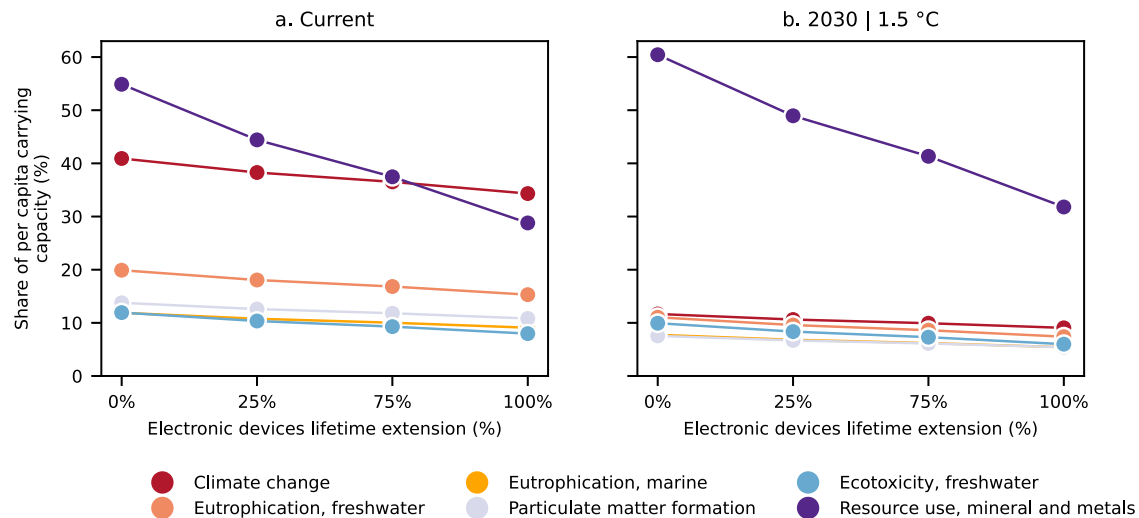 a. Current
b. 2030 | 1.5 °C
Share of per capita carrying
capacity (%)
60
50
40
30
20
10
0
0%
25%
75%
100%
0%
25%
75%
100%
Electronic devices lifetime extension (%)
Electronic devices lifetime extension (%)
Climate change
Eutrophication, marine
Ecotoxicity, freshwater
Eutrophication, freshwater
Particulate matter formation
Resource use, mineral and metals